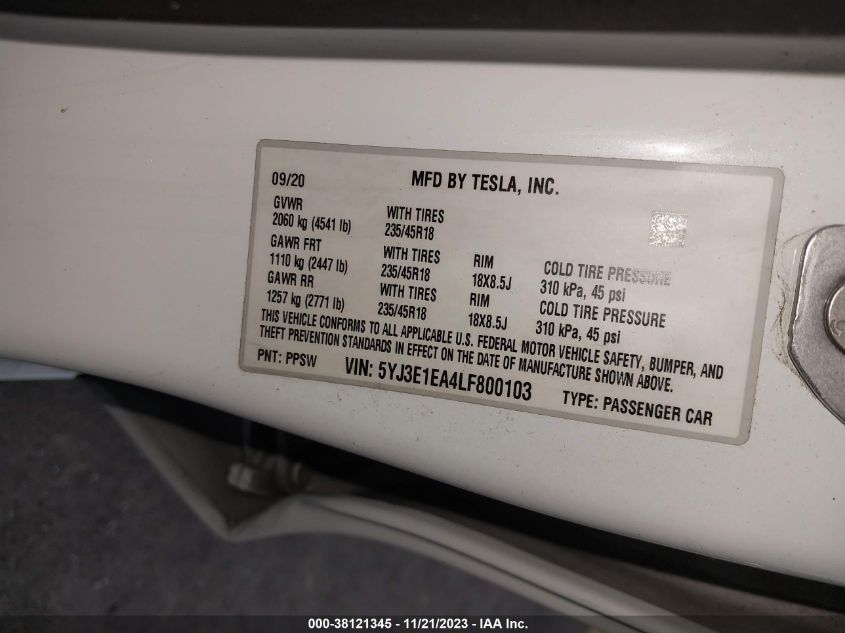 09/20 MFD BY TESLA, INC.
GVWR
2060 kg (4541 lb) WITH TIRES
235/45R18
GAWR FRT
1110 kg (2447 lb) WITH TIRES
235/45R18 RIM
18X8.5J COLD TIRE PRESSURE
310 kPa, 45 psi
GAWR RR
1257 kg (2771 lb) WITH TIRES
235/45R18 RIM
18X8.5J COLD TIRE PRESSURE
310 kPa, 45 psi
THIS VEHICLE CONFORMS TO ALL APPLICABLE U.S. FEDERAL MOTOR VEHICLE SAFETY, BUMPER, AND
THEFT PREVENTION STANDARDS IN EFFECT ON THE DATE OF MANUFACTURE SHOWN ABOVE.
PNT: PPSW VIN: 5YJ3E1EA4LF800103 TYPE: PASSENGER CAR
000-38121345 — 11/21/2023 — IAA Inc.